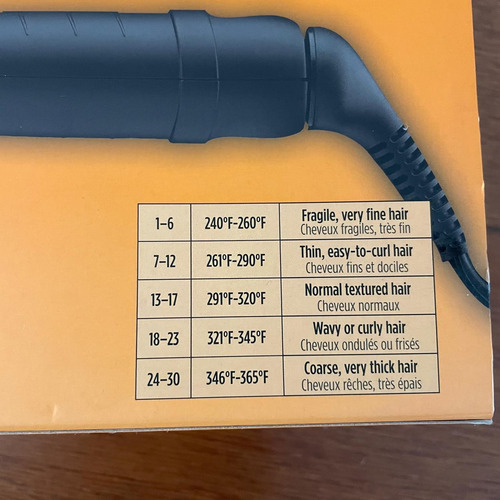 1–6 240°F-260°F Fragile, very fine hair
Cheveux fragiles, très fin
7–12 261°F-290°F Thin, easy-to-curl hair
Cheveux fins et dociles
13–17 291°F-320°F Normal textured hair
Cheveux normaux
18–23 321°F-345°F Wavy or curly hair
Cheveux ondulés ou frisés
24–30 346°F-365°F Coarse, very thick hair
Cheveux rêches, très épais